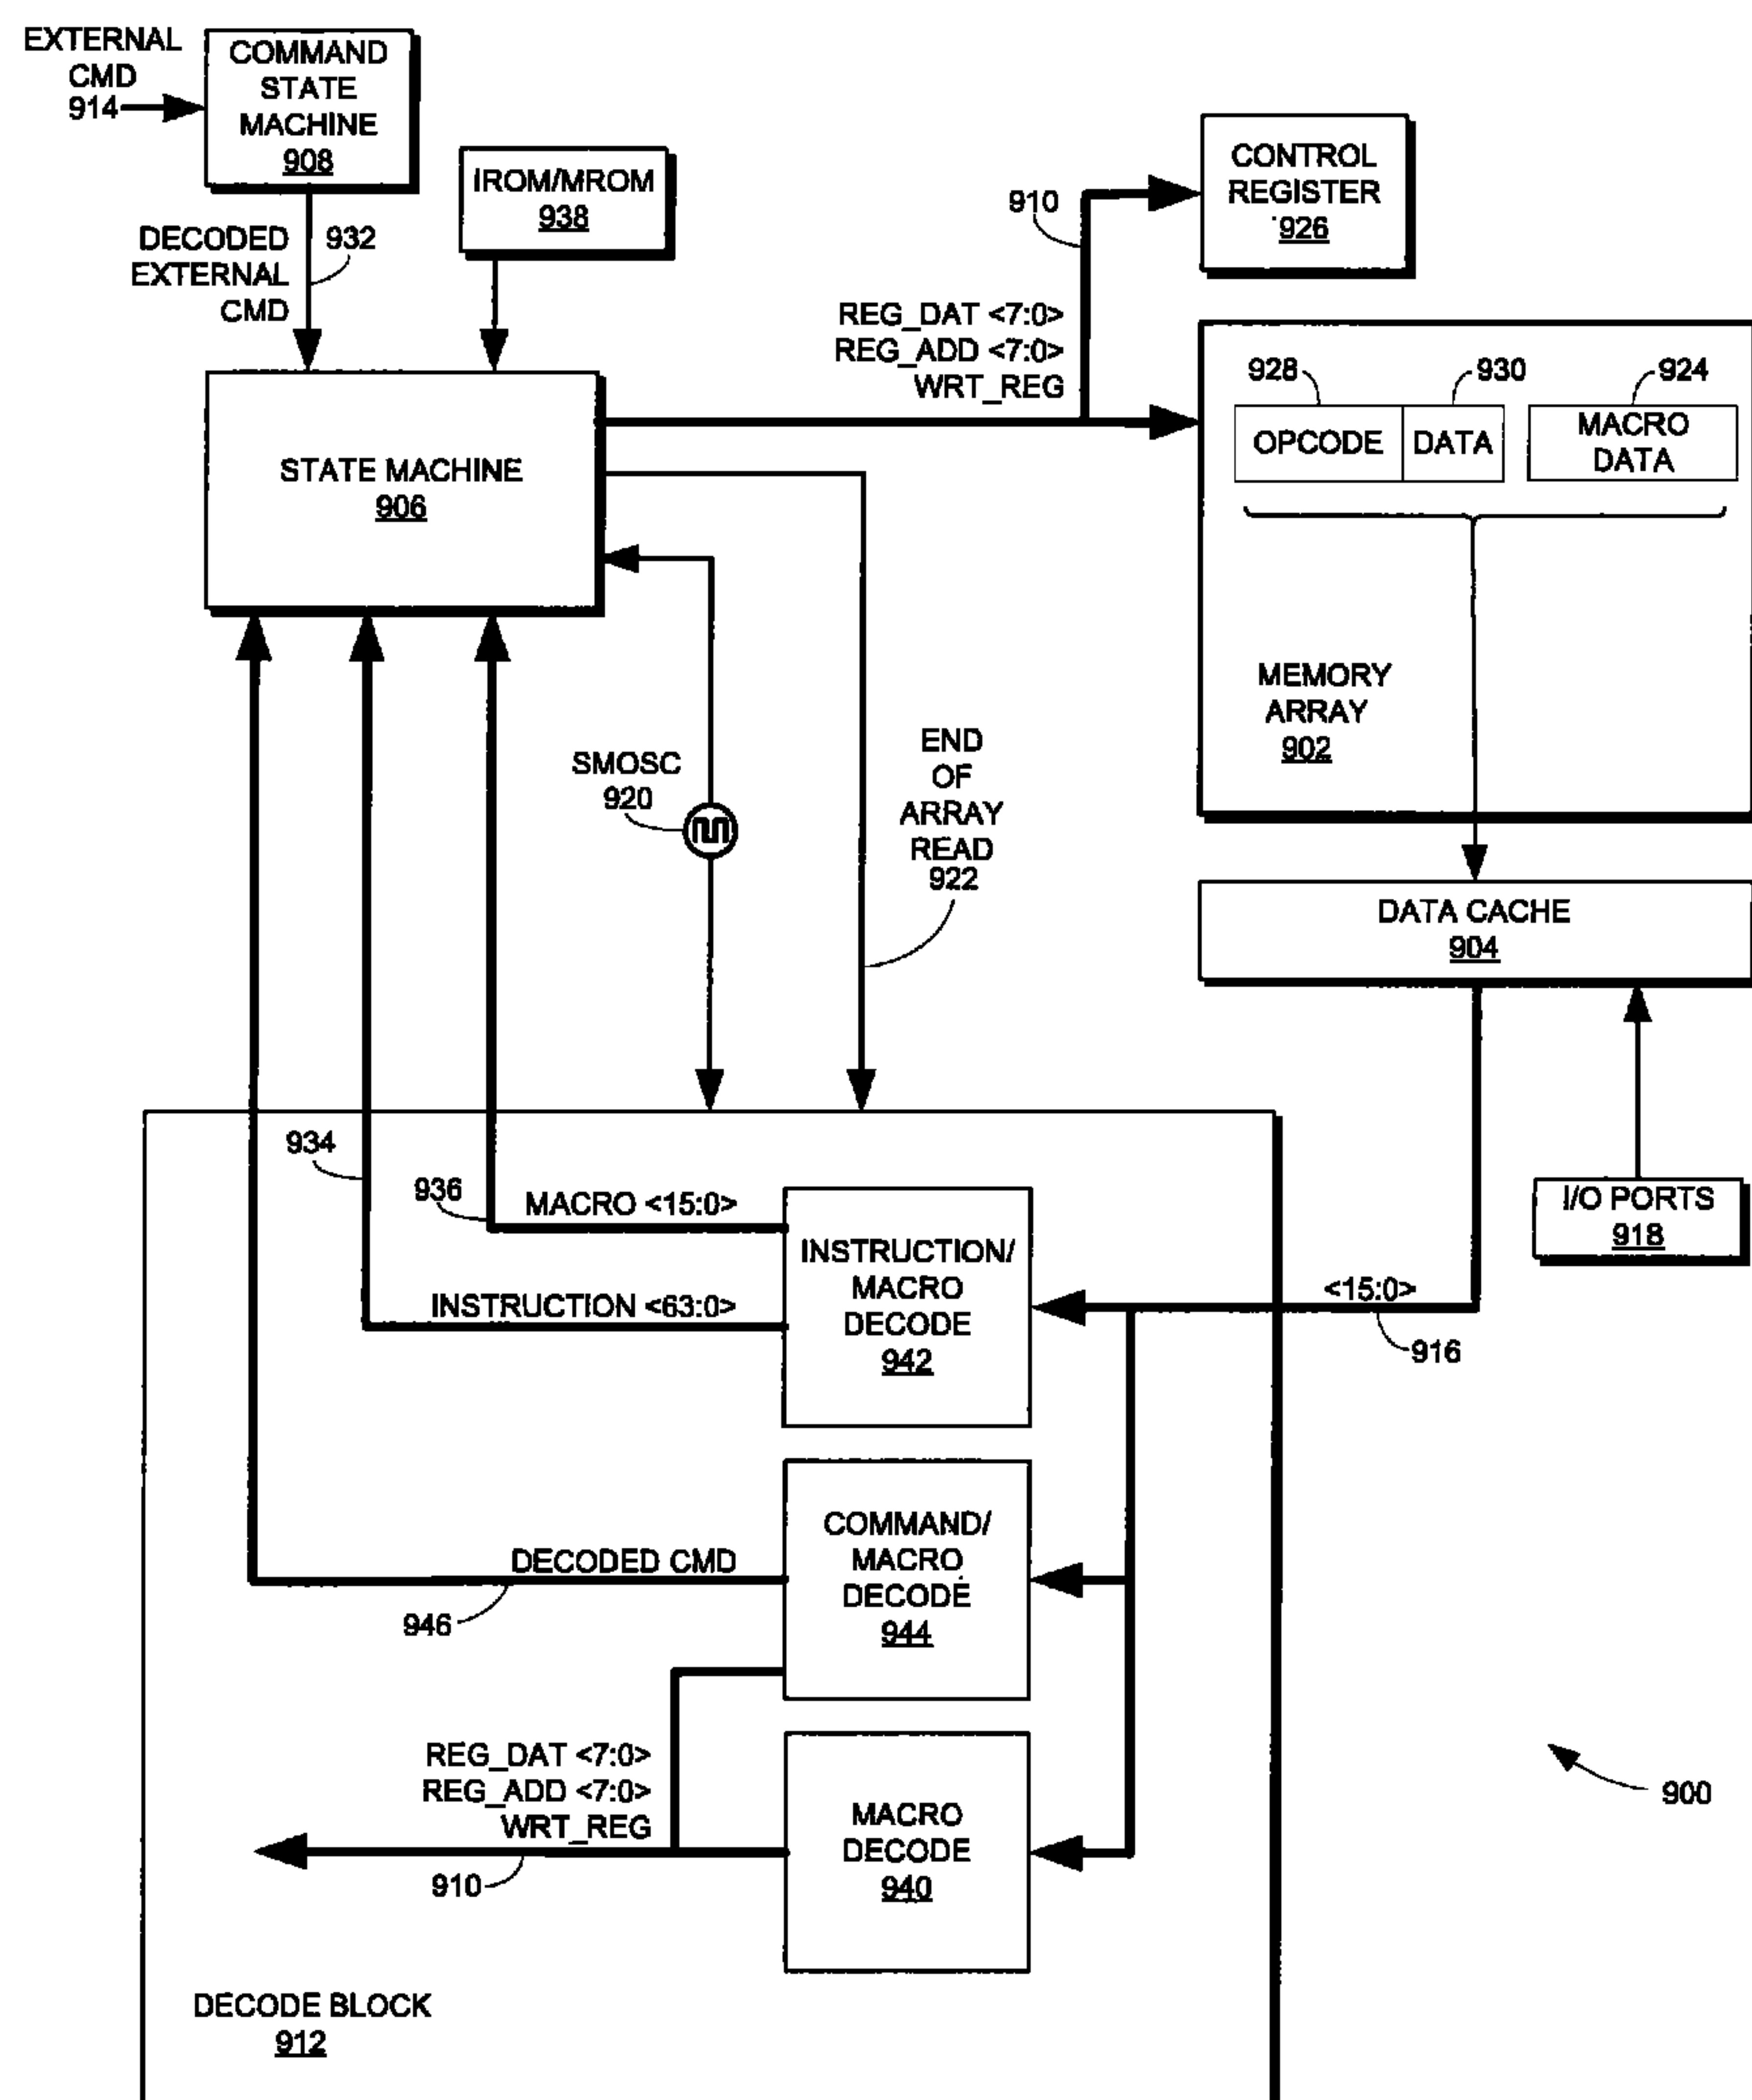 EXTERNAL
CMD
914
COMMAND
STATE
MACHINE
908
IROM/MROM
938
DECODED
EXTERNAL
CMD
932
CONTROL
REGISTER
926
910
REG_DAT <7:0>
REG_ADD <7:0>
WRT_REG
STATE MACHINE
906
928
930
924
OPCODE
DATA
MACRO
DATA
MEMORY
ARRAY
902
SMOSC
920
END
OF
ARRAY
READ
922
DATA CACHE
904
934
936
MACRO <15:0>
INSTRUCTION <63:0>
INSTRUCTION/
MACRO
DECODE
942
<15:0>
916
I/O PORTS
918
DECODED CMD
946
COMMAND/
MACRO
DECODE
944
REG_DAT <7:0>
REG_ADD <7:0>
WRT_REG
910
MACRO
DECODE
940
900
DECODE BLOCK
912